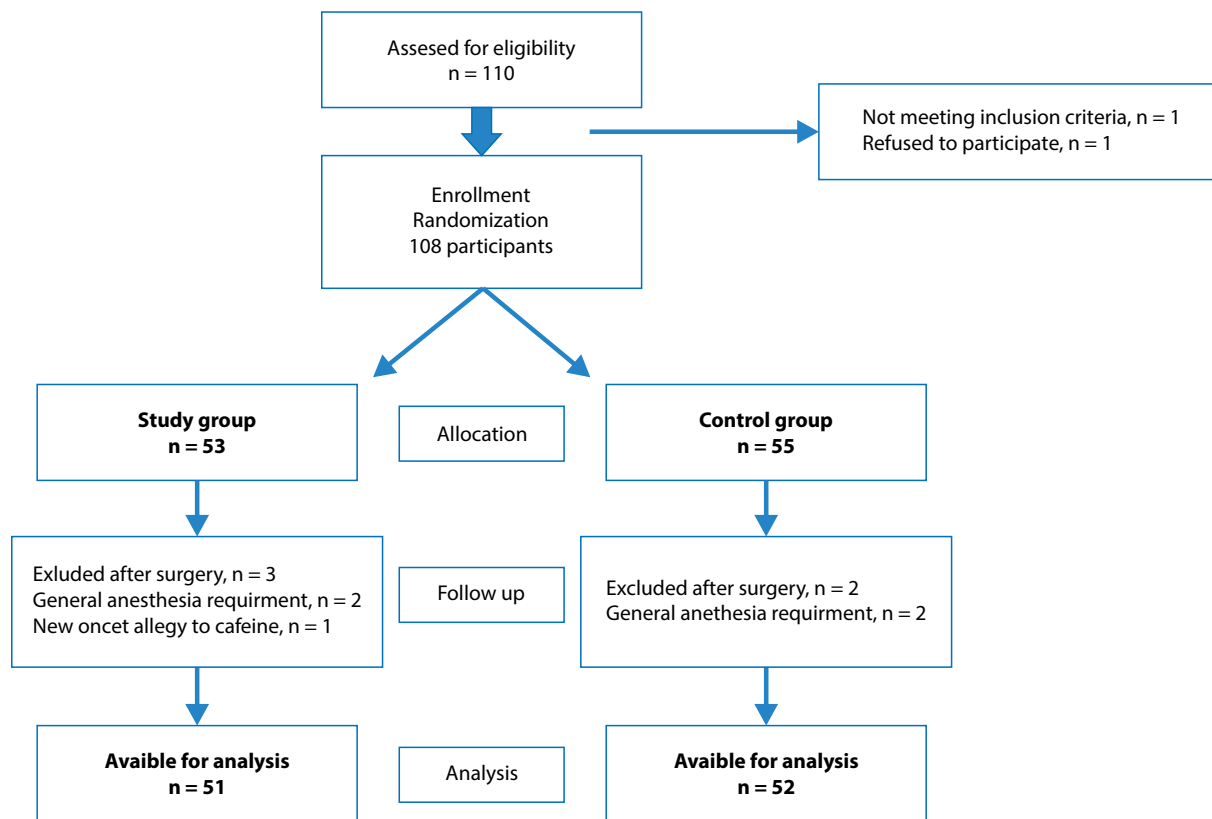 Assesed for eligibility
n = 110
Not meeting inclusion criteria, n = 1
Refused to participate, n = 1
Enrollment
Randomization
108 participants
Study group
n = 53
Allocation
Control group
n = 55
Exluded after surgery, n = 3
General anesthesia requirment, n = 2
New oncet allegy to cafeine, n = 1
Follow up
Excluded after surgery, n = 2
General anethesia requirment, n = 2
Avaible for analysis
n = 51
Analysis
Avaible for analysis
n = 52